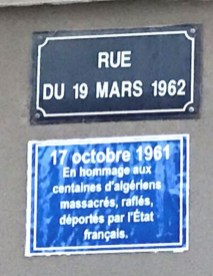 RUE
DU 19 MARS 1962
17 octobre 1961
En hommage aux
centaines d'algériens
massacrés, raflés,
déportés par l'État
français.